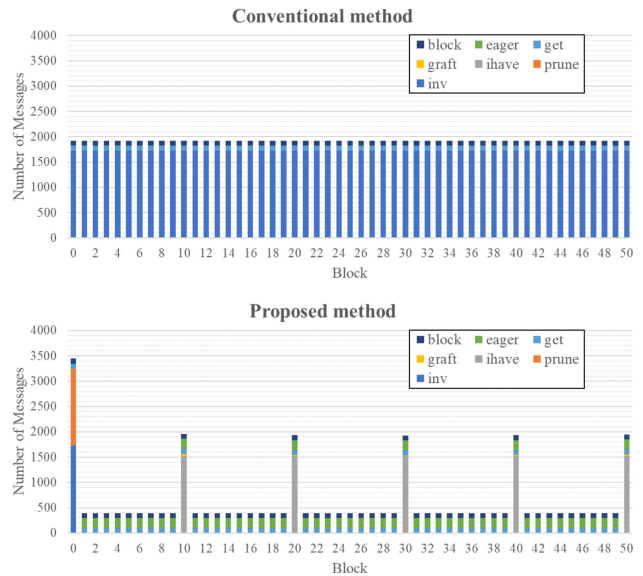 Conventional method
4000
3500
3000
2500
2000
1500
1000
500
0
Number of Messages
block eager get
graft ihave prune
inv
0 2 4 6 8 10 12 14 16 18 20 22 24 26 28 30 32 34 36 38 40 42 44 46 48 50
Block
Proposed method
4000
3500
3000
2500
2000
1500
1000
500
0
Number of Messages
block eager get
graft ihave prune
inv
0 2 4 6 8 10 12 14 16 18 20 22 24 26 28 30 32 34 36 38 40 42 44 46 48 50
Block